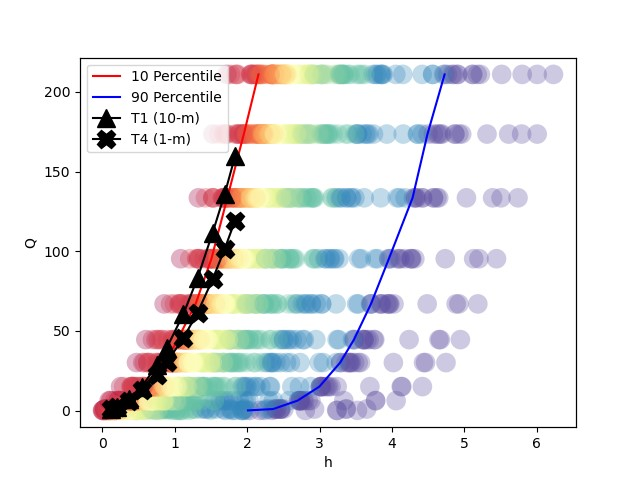 10 Percentile
90 Percentile
T1 (10-m)
T4 (1-m)
200
150
100
50
0
Q
0 1 2 3 4 5 6
h